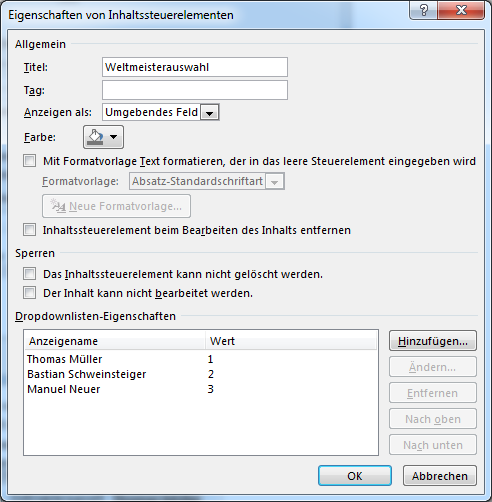 Eigenschaften von Inhaltssteuerelementen
Allgemein
Titel: Weltmeisterauswahl
Tag:
Anzeigen als: Umgebendes Feld
Farbe:
Mit Formatvorlage Text formatieren, der in das leere Steuerelement eingegeben wird
Formatvorlage: Absatz-Standardschriftart
Neue Formatvorlage...
Inhaltssteuerelement beim Bearbeiten des Inhalts entfernen
Sperren
Das Inhaltssteuerelement kann nicht gelöscht werden.
Der Inhalt kann nicht bearbeitet werden.
Dropdownlisten-Eigenschaften
Anzeigename Wert
Thomas Müller 1
Bastian Schweinsteiger 2
Manuel Neuer 3
Hinzufügen...
Ändern...
Entfernen
Nach oben
Nach unten
OK Abbrechen